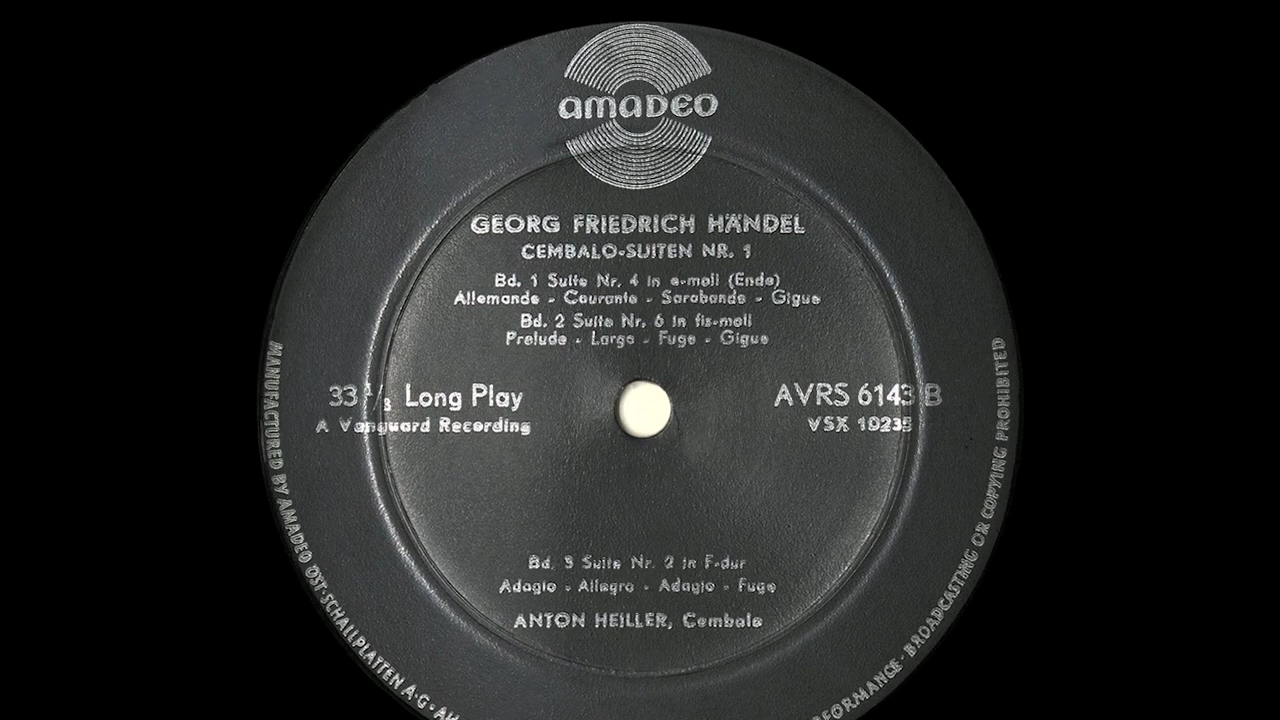 amaDeo
GEORG FRIEDRICH HÄNDEL
CEMBALO-SUITEN NR. 1
Bd. 1 Suite Nr. 4 in e-moll (Ende)
Allemande - Courante - Sarabande - Gigue
Bd. 2 Suite Nr. 6 in fis-moll
Prelude - Largo - Fuge - Gigue
33 1/3 Long Play
A Vanguard Recording
AVRS 6143 B
VSX 19235
Bd. 3 Suite Nr. 2 in F-dur
Adagio - Allegro - Adagio - Fuge
ANTON HEILLER, Cembalo
MANUFACTURED BY AMADEO ÖST·SCHALLPLATTEN A·G·
BROADCASTING OR COPYING PROHIBITED